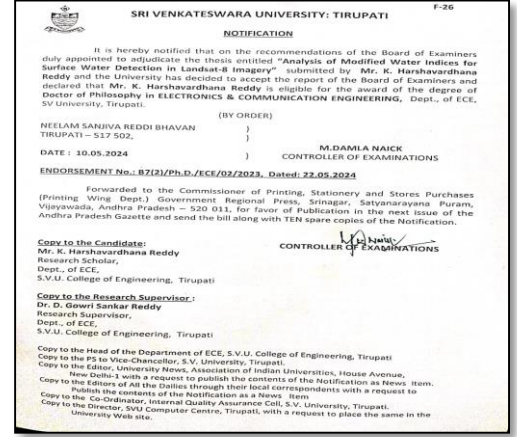 F-26
SRI VENKATESWARA UNIVERSITY: TIRUPATI
NOTIFICATION
It is hereby notified that on the recommendations of the Board of Examiners
duly appointed to adjudicate the thesis entitled "Analysis of Modified Water Indices for
Surface Water Detection in Landsat-8 Imagery" submitted by Mr. K. Harshavardhana
Reddy and the University has decided to accept the report of the Board of Examiners and
declared that Mr. K. Harshavardhana Reddy is eligible for the award of the degree of
Doctor of Philosophy in ELECTRONICS & COMMUNICATION ENGINEERING, Dept., of ECE,
SV University, Tirupati.
(BY ORDER)
NEELAM SANJIVA REDDI BHAVAN )
TIRUPATI – 517 502, )
M.DAMLA NAICK
DATE : 10.05.2024 ) CONTROLLER OF EXAMINATIONS
ENDORSEMENT No.: B7(2)/Ph.D./ECE/02/2023, Dated: 22.05.2024
Forwarded to the Commissioner of Printing, Stationery and Stores Purchases
(Printing Wing Dept.) Government Regional Press, Srinagar, Satyanarayana Puram,
Vijayawada, Andhra Pradesh – 520 011, for favor of Publication in the next issue of the
Andhra Pradesh Gazette and send the bill along with TEN spare copies of the Notification.
CONTROLLER OF EXAMINATIONS
Copy to the Candidate:
Mr. K. Harshavardhana Reddy
Research Scholar,
Dept., of ECE,
S.V.U. College of Engineering, Tirupati
Copy to the Research Supervisor :
Dr. D. Gowri Sankar Reddy
Research Supervisor,
Dept., of ECE,
S.V.U. College of Engineering, Tirupati
Copy to the Head of the Department of ECE, S.V.U. College of Engineering, Tirupati
Copy to the PS to Vice-Chancellor, S.V. University, Tirupati.
Copy to the Editor, University News, Association of Indian Universities, House Avenue,
New Delhi-1 with a request to publish the contents of the Notification as a News Item.
Copy to the Editors of All the Dailies through their local correspondents with a request to
Publish the contents of the Notification as a News Item
Copy to the Co-Ordinator, Internal Quality Assurance Cell, S.V. University, Tirupati.
Copy to the Director, SVU Computer Centre, Tirupati, with a request to place the same in the
University Web site.